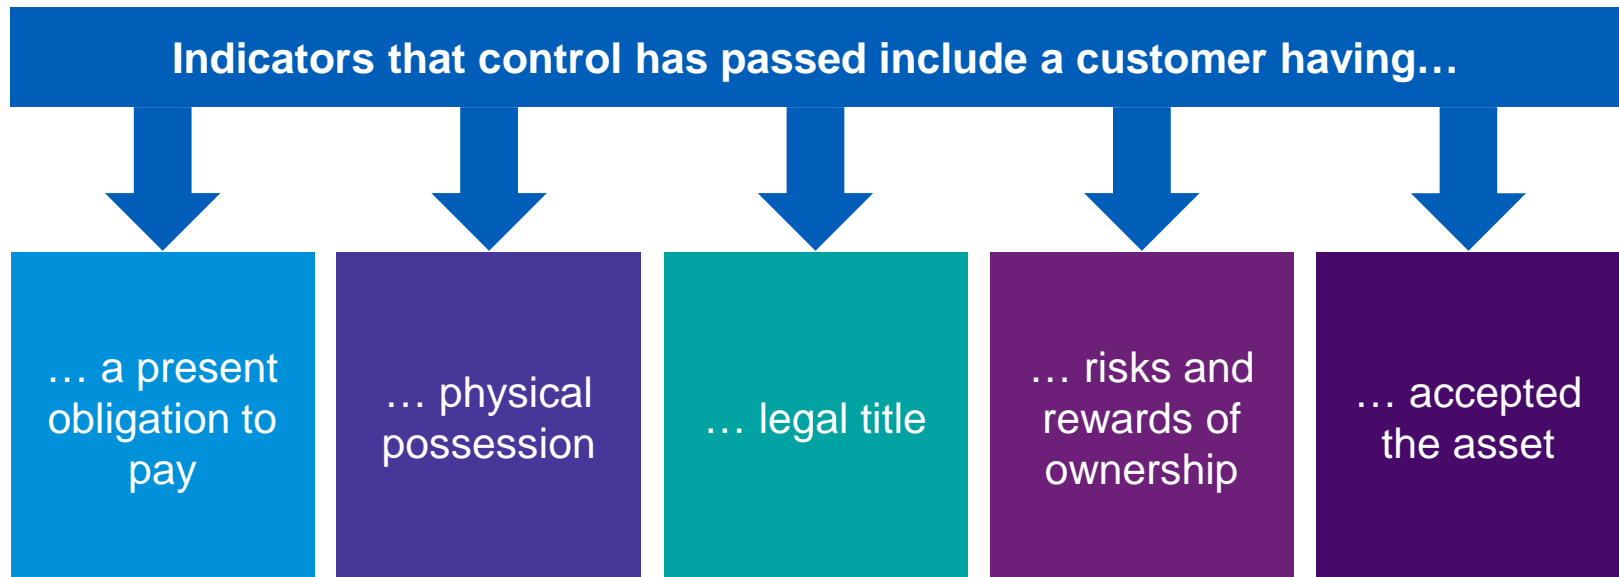 Indicators that control has passed include a customer having…
… a present
obligation to
pay
… physical
possession
… legal title
… risks and
rewards of
ownership
… accepted
the asset